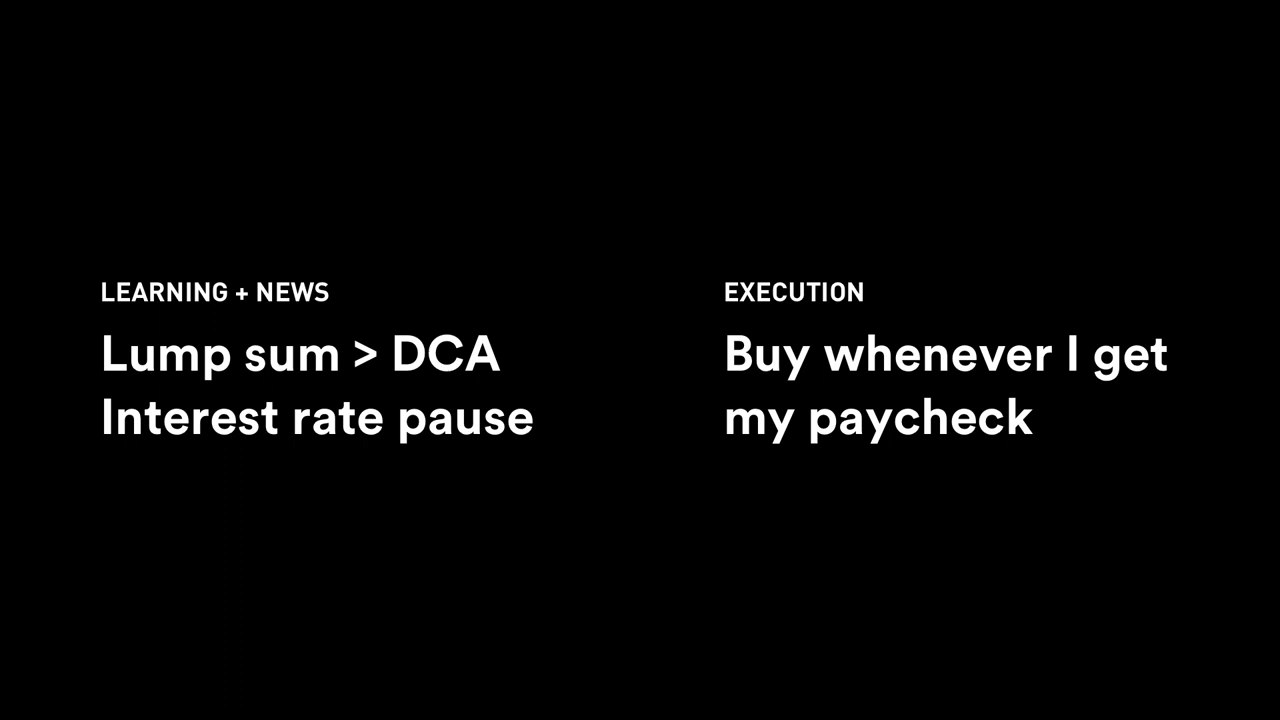 LEARNING + NEWS
Lump sum > DCA
Interest rate pause
EXECUTION
Buy whenever I get
my paycheck